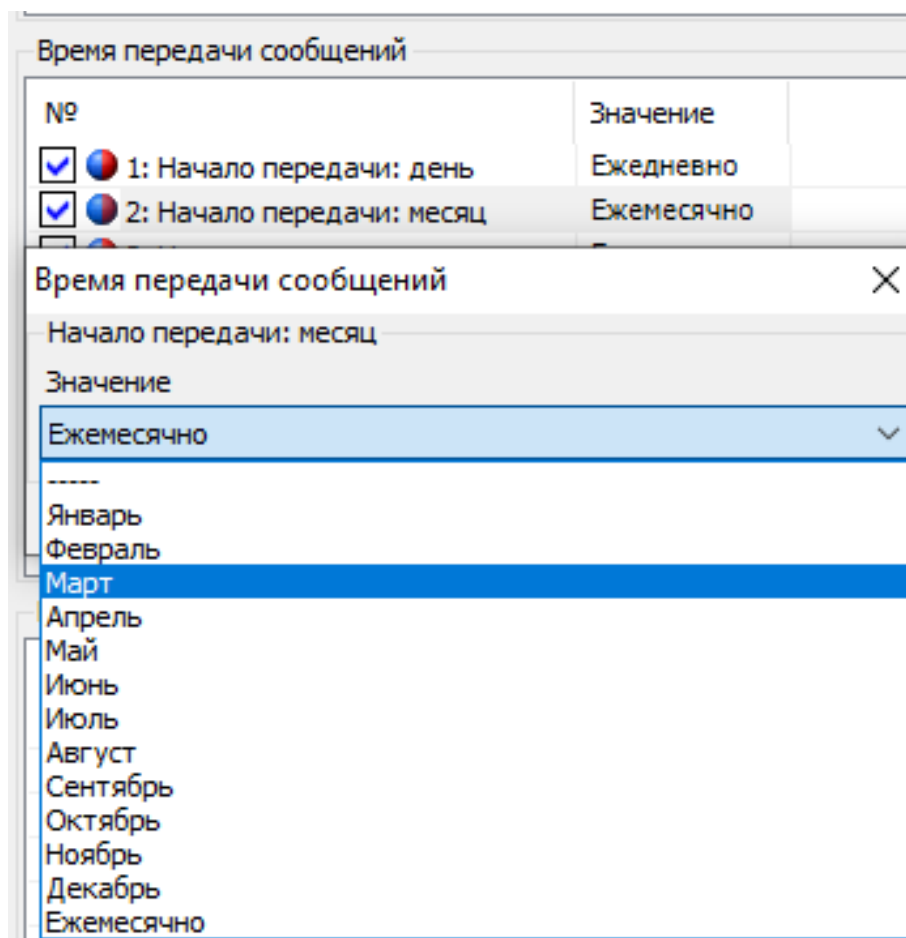 Время передачи сообщений
№ Значение
1: Начало передачи: день Ежедневно
2: Начало передачи: месяц Ежемесячно
Время передачи сообщений
Начало передачи: месяц
Значение
Ежемесячно
-----
Январь
Февраль
Март
Апрель
Май
Июнь
Июль
Август
Сентябрь
Октябрь
Ноябрь
Декабрь
Ежемесячно